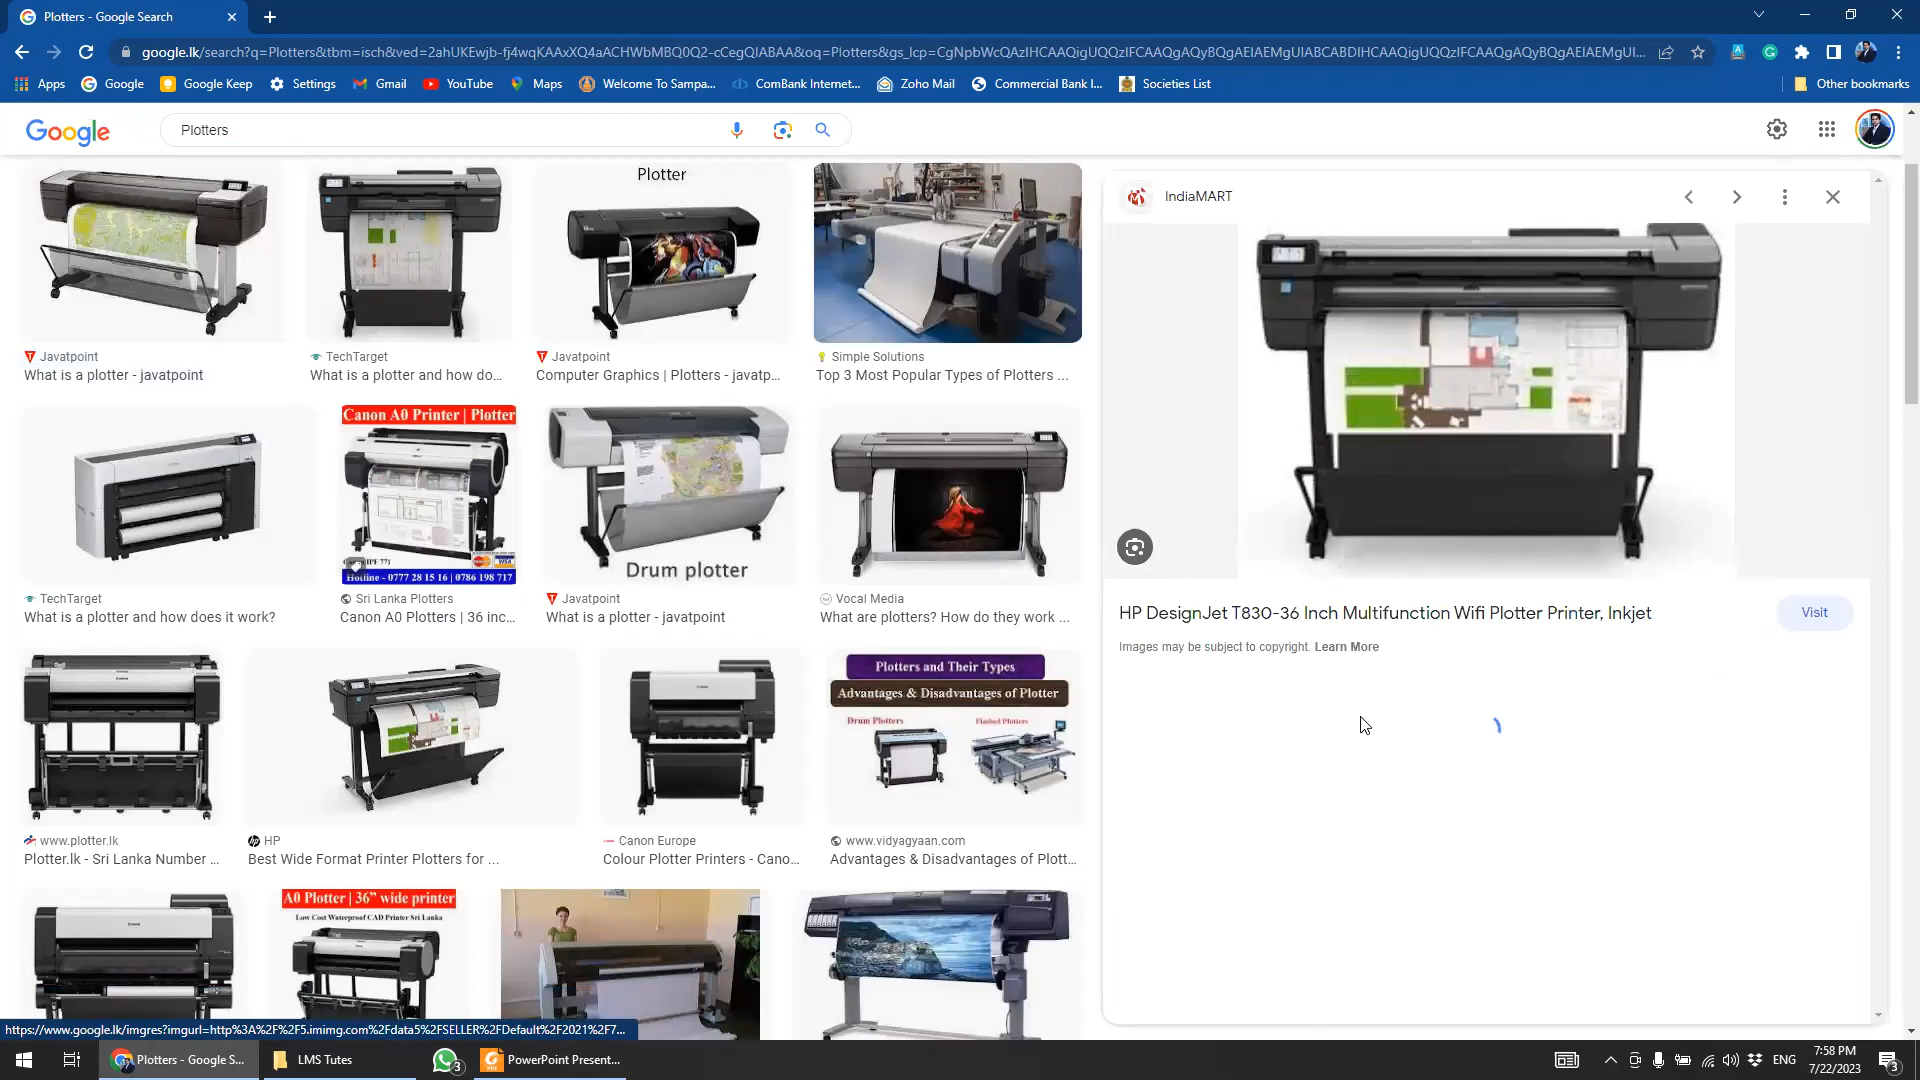 Plotters - Google Search
google.lk/search?q=Plotters&tbm=isch&ved=2ahUKEwjb-fj4wqKAAxXQ4aACHWbMBQ0Q2-cCegQIABAA&oq=Plotters&gs_lcp=CgNpbWcQAzIHCAAQigUQQzIFCAAQgAQyBQgAEIAEMgUIABCABDIHCAAQigUQQzIFCAAQgAQyBQgAEIAEMgUI...
Apps Google Google Keep Settings Gmail YouTube Maps Welcome To Sampa... ComBank Internet... Zoho Mail Commercial Bank I... Societies List Other bookmarks
Google Plotters
Plotter
Javatpoint
What is a plotter - javatpoint
TechTarget
What is a plotter and how do...
Javatpoint
Computer Graphics | Plotters - javatp...
Simple Solutions
Top 3 Most Popular Types of Plotters ...
Canon A0 Printer | Plotter
Hotline - 0777 28 15 16 | 0786 198 717
Drum plotter
TechTarget
What is a plotter and how does it work?
Sri Lanka Plotters
Canon A0 Plotters | 36 inc...
Javatpoint
What is a plotter - javatpoint
Vocal Media
What are plotters? How do they work ...
Plotters and Their Types
Advantages & Disadvantages of Plotter
Drum Plotters
Flatbed Plotters
www.plotter.lk
Plotter.lk - Sri Lanka Number ...
HP
Best Wide Format Printer Plotters for ...
Canon Europe
Colour Plotter Printers - Cano...
www.vidyagyaan.com
Advantages & Disadvantages of Plott...
A0 Plotter | 36” wide printer
Low Cost Waterproof CAD Printer Sri Lanka
IndiaMART
HP DesignJet T830-36 Inch Multifunction Wifi Plotter Printer, Inkjet
Visit
Images may be subject to copyright. Learn More
https://www.google.lk/imgres?imgurl=http%3A%2F%2F5.imimg.com%2Fdata5%2FSELLER%2FDefault%2F2021%2F7...
Plotters - Google S...
LMS Tutes
3
PowerPoint Present...
ENG
7:58 PM
7/22/2023
3